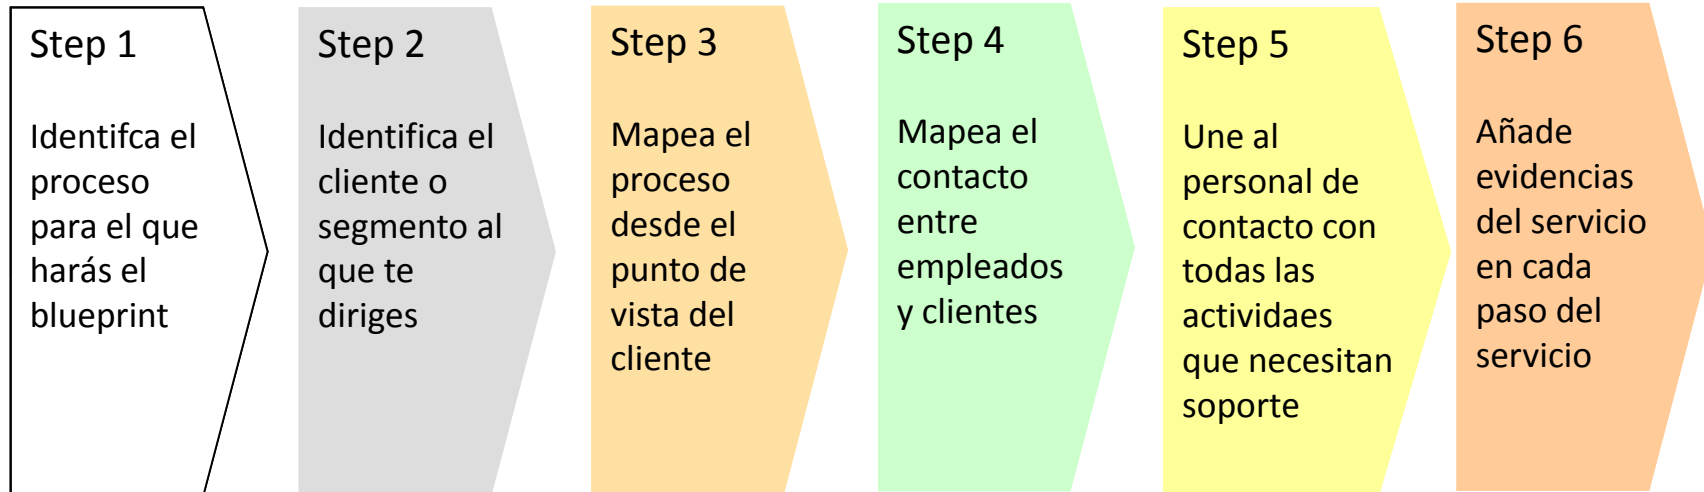 Step 1
Identifca el
proceso
para el que
harás el
blueprint
Step 2
Identifica el
cliente o
segmento al
que te
diriges
Step 3
Mapea el
proceso
desde el
punto de
vista del
cliente
Step 4
Mapea el
contacto
entre
empleados
y clientes
Step 5
Une al
personal de
contacto con
todas las
actividaes
que necesitan
soporte
Step 6
Añade
evidencias
del servicio
en cada
paso del
servicio